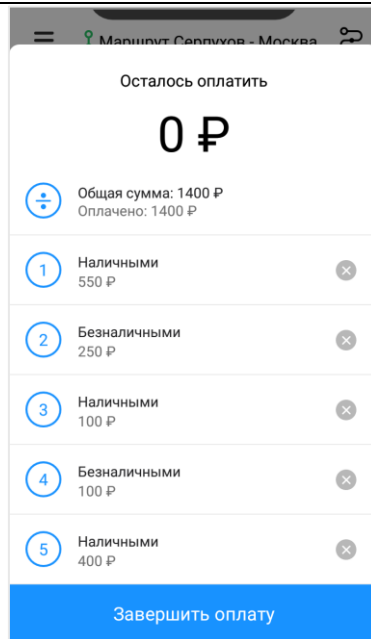 Маршрут Серпухов - Москва
Осталось оплатить
0 ₽
Общая сумма: 1400 ₽
Оплачено: 1400 ₽
1
Наличными
550 ₽
2
Безналичными
250 ₽
3
Наличными
100 ₽
4
Безналичными
100 ₽
5
Наличными
400 ₽
Завершить оплату